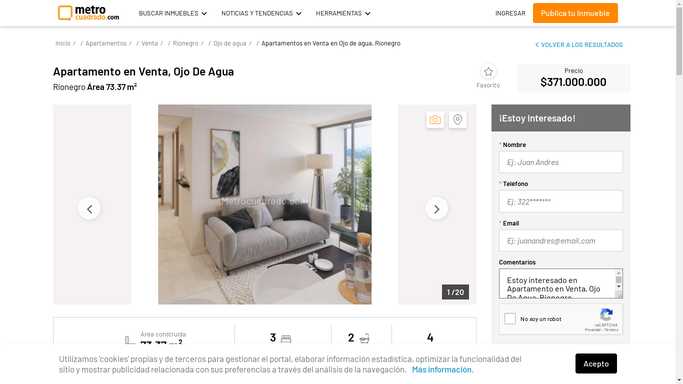 metro
cuadrado.com
BUSCAR INMUEBLES
NOTICIAS Y TENDENCIAS
HERRAMIENTAS
INGRESAR
Publica tu Inmueble
Inicio / / Apartamentos / / Venta / / Rionegro / / Ojo de agua / / Apartamentos en Venta en Ojo de agua, Rionegro
VOLVER A LOS RESULTADOS
Apartamento en Venta, Ojo De Agua
Rionegro Area 73.37 m²
Favorito
Precio
$371.000.000
Metrocuadrado.com
1 / 20
¡Estoy Interesado!
* Nombre
Ej: Juan Andres
* Teléfono
Ej: 322*******
* Email
Ej: juanandres@email.com
Comentarios
Estoy interesado en
Apartamento en Venta, Ojo
De Agua, Rionegro
No soy un robot
reCAPTCHA
Privacidad - Términos
Área construida
73.37 m²
3
2
4
Utilizamos 'cookies' propias y de terceros para gestionar el portal, elaborar información estadística, optimizar la funcionalidad del
sitio y mostrar publicidad relacionada con sus preferencias a través del análisis de la navegación. Más información.
Acepto